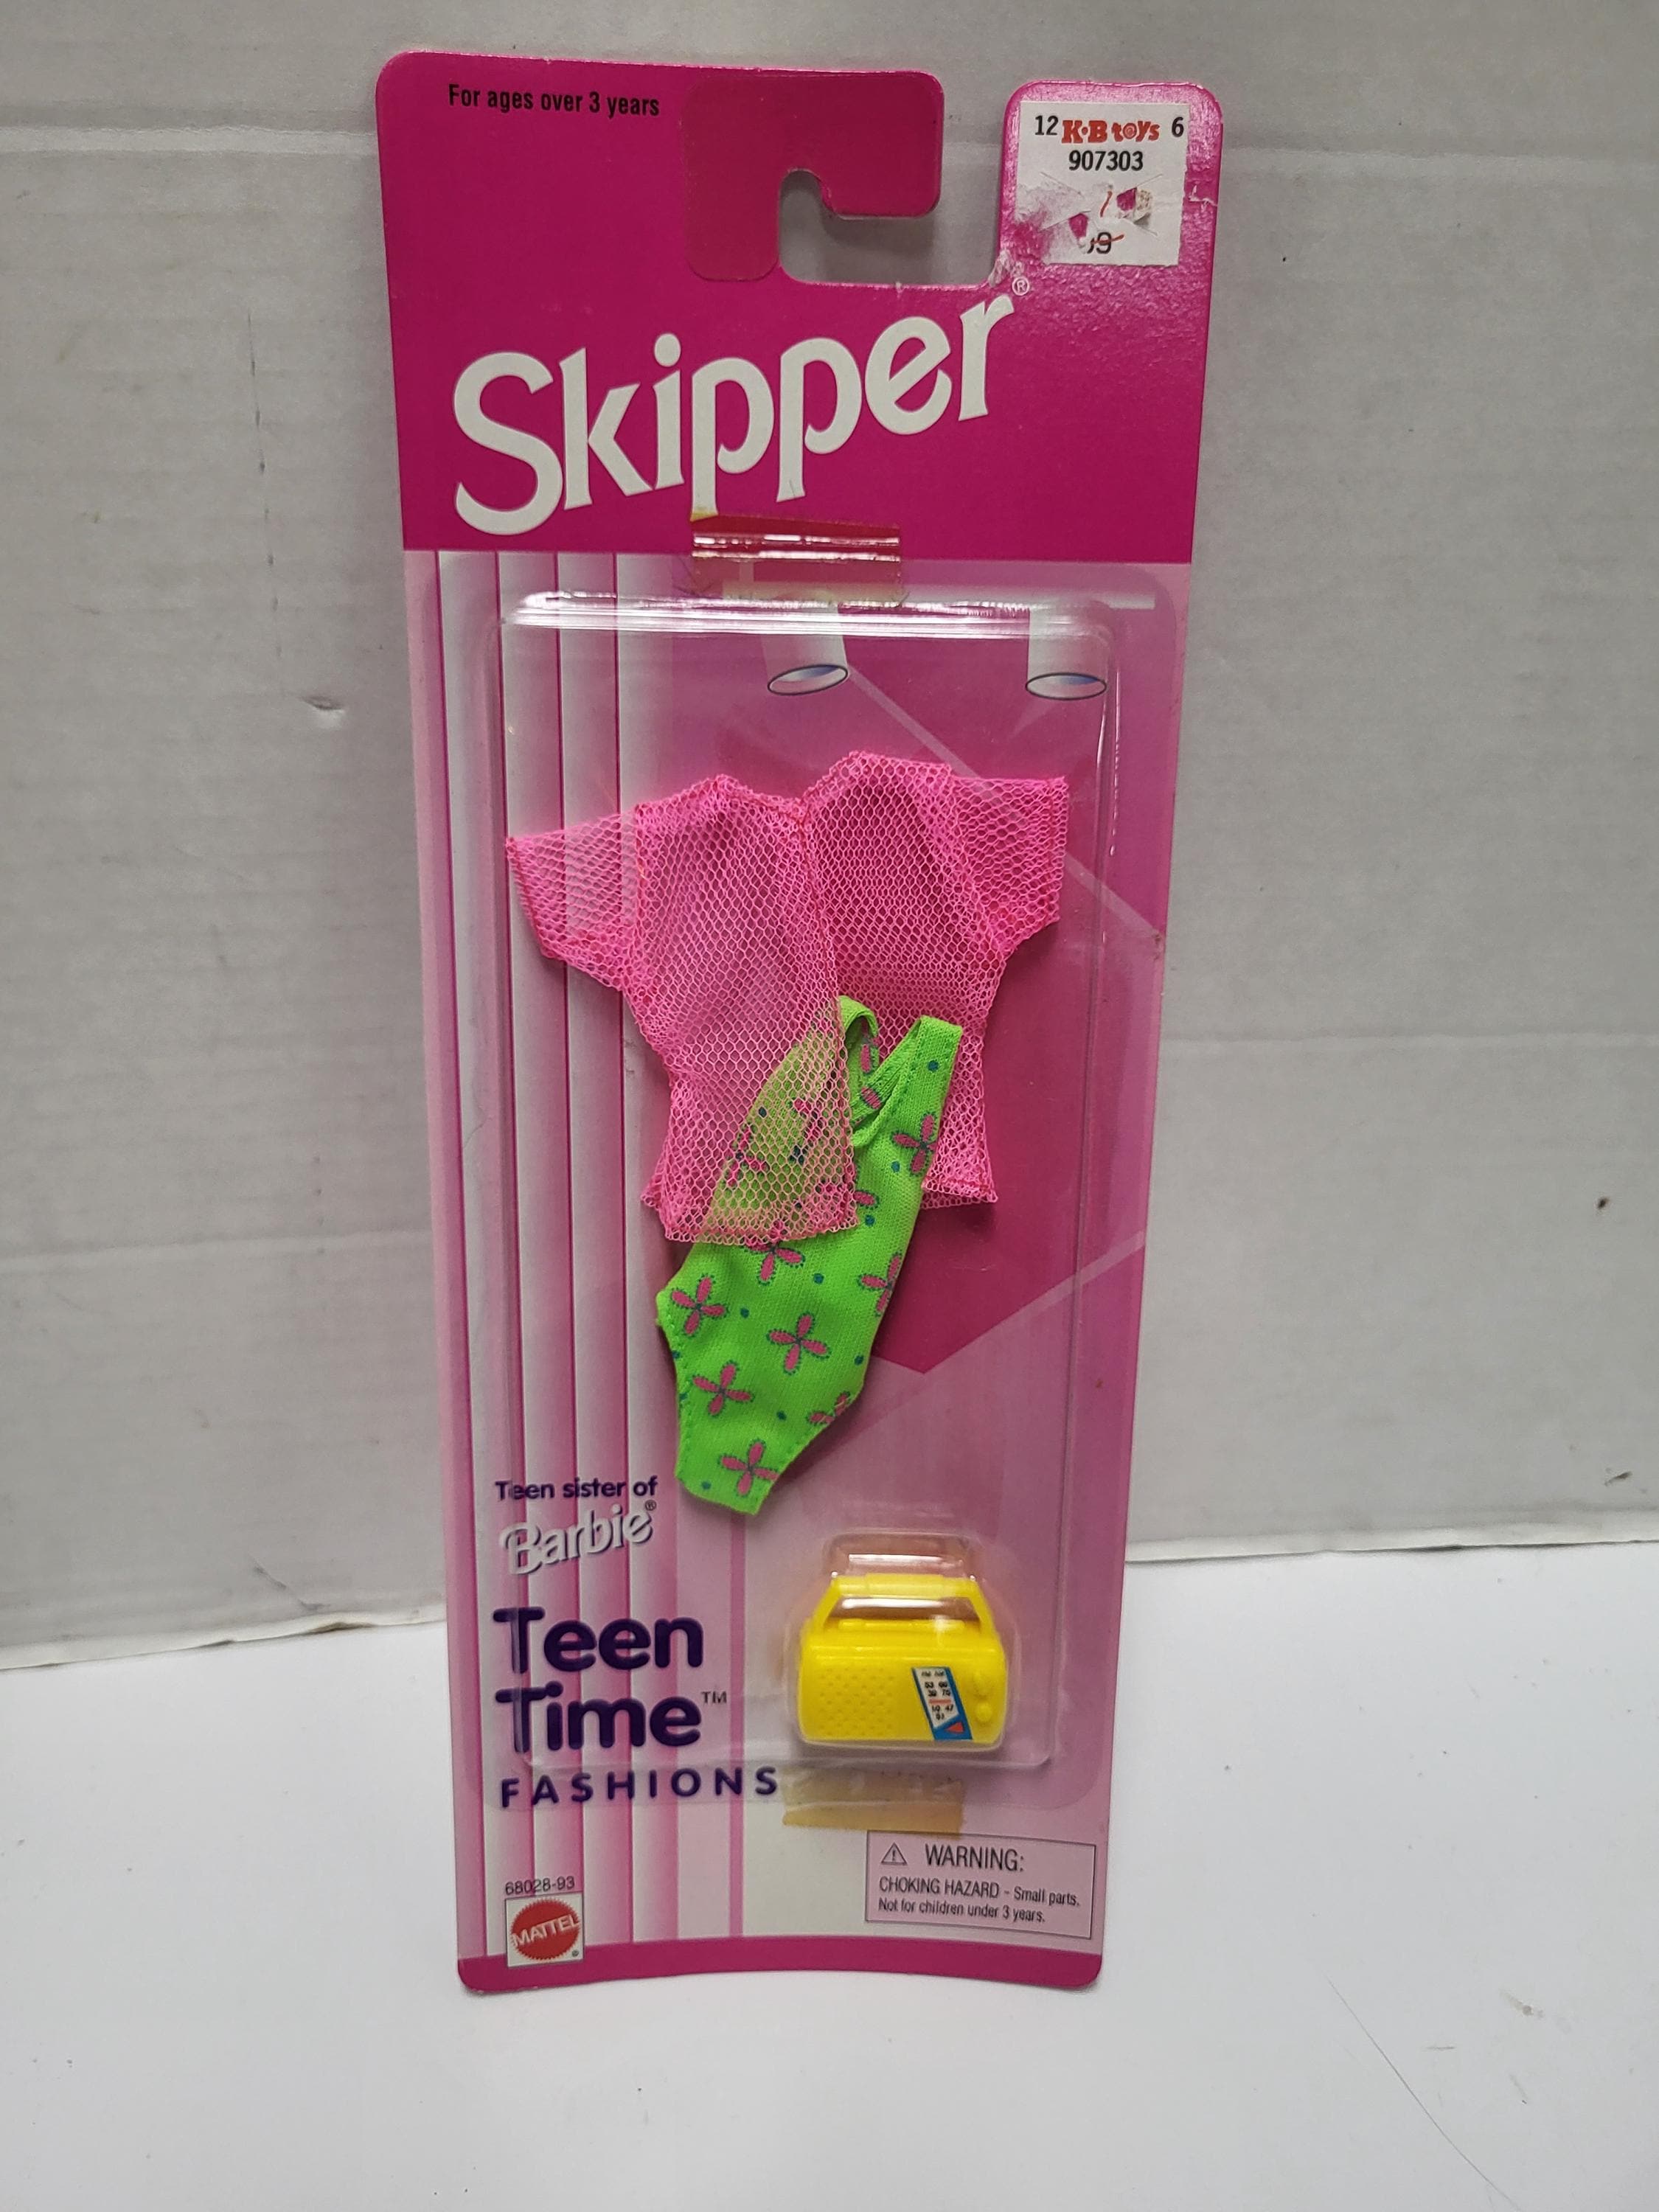 For ages over 3 years
12 K·B toys 6
907303
Skipper®
Teen sister of
Barbie®
Teen
Time™
FASHIONS
⚠ WARNING:
CHOKING HAZARD - Small parts.
Not for children under 3 years.
68028-93
MATTEL®